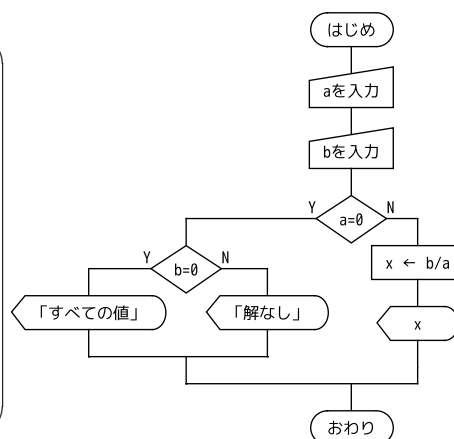 はじめ
aを入力
bを入力
Y
a=0
N
Y
b=0
N
x ← b/a
「すべての値」
「解なし」
x
おわり